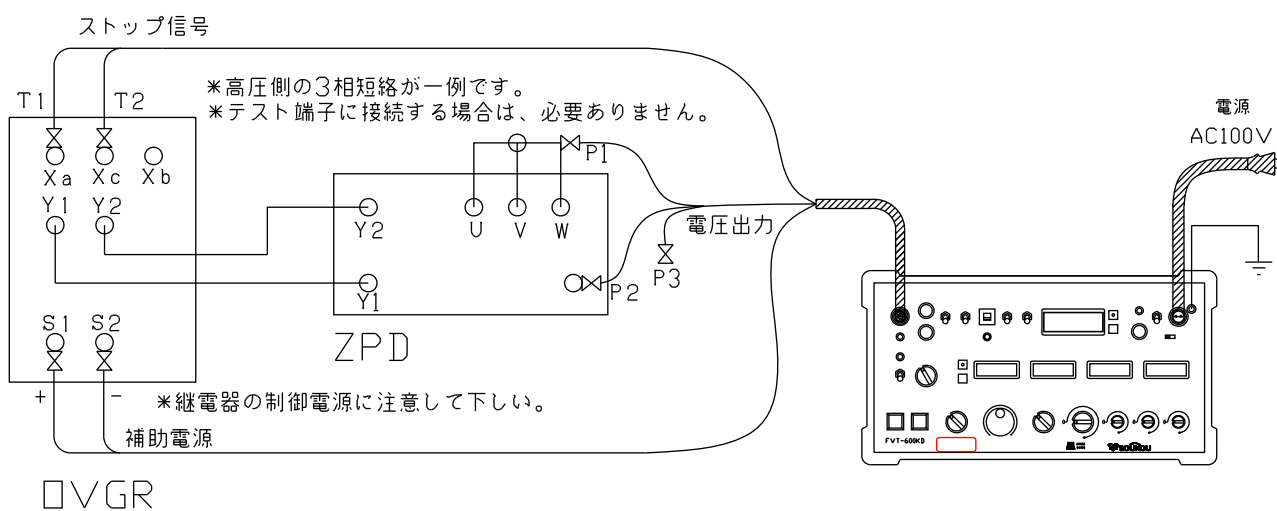 ストップ信号
*高圧側の3相短絡が一例です。
*テスト端子に接続する場合は、必要ありません。
T1
T2
電源
AC100V
P1
Xa
Xc
Xb
Y1
Y2
Y2
U
V
W
電圧出力
P3
P2
Y1
S1
S2
ZPD
+
-
*継電器の制御電源に注意して下しい。
補助電源
FVT-600KD
SOUKOU
OVGR